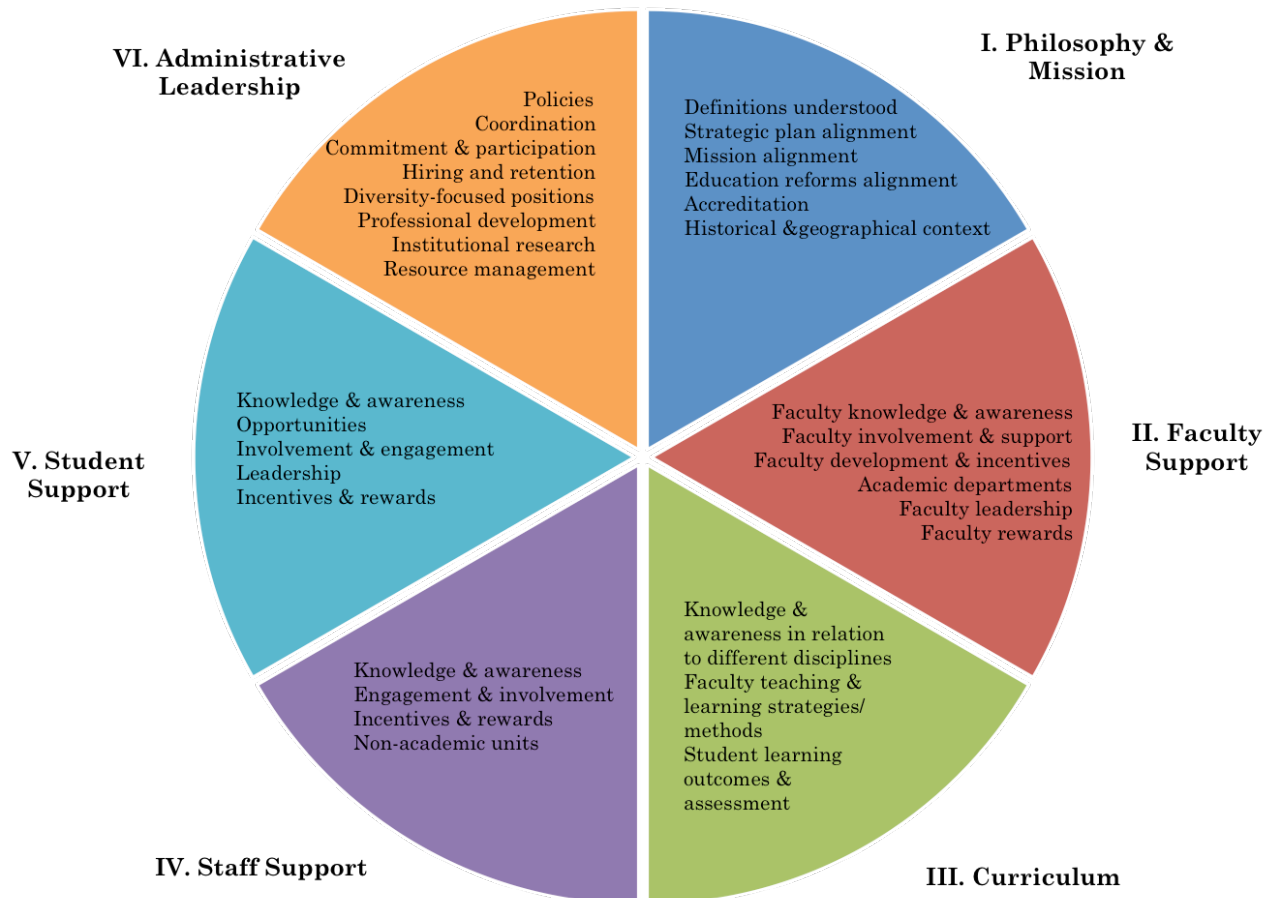 I. Philosophy &
Mission
Definitions understood
Strategic plan alignment
Mission alignment
Education reforms alignment
Accreditation
Historical &geographical context
II. Faculty
Support
Faculty knowledge & awareness
Faculty involvement & support
Faculty development & incentives
Academic departments
Faculty leadership
Faculty rewards
III. Curriculum
Knowledge &
awareness in relation
to different disciplines
Faculty teaching &
learning strategies/
methods
Student learning
outcomes &
assessment
IV. Staff Support
Knowledge & awareness
Engagement & involvement
Incentives & rewards
Non-academic units
V. Student
Support
Knowledge & awareness
Opportunities
Involvement & engagement
Leadership
Incentives & rewards
VI. Administrative
Leadership
Policies
Coordination
Commitment & participation
Hiring and retention
Diversity-focused positions
Professional development
Institutional research
Resource management